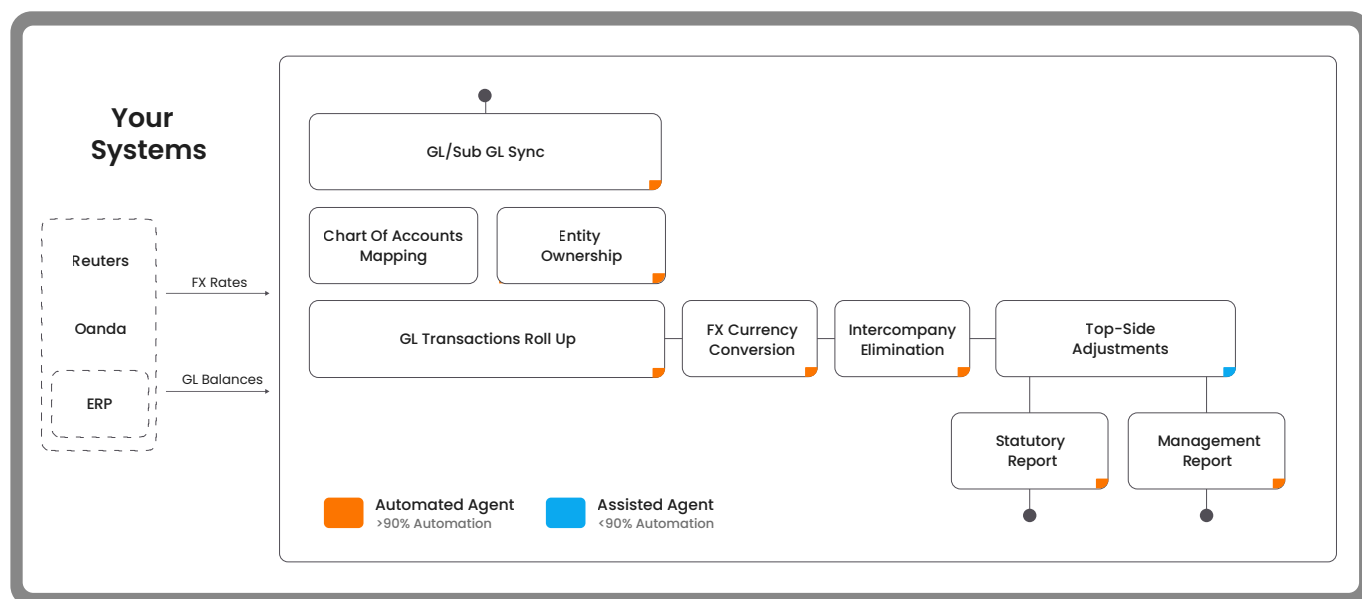 Your
Systems
Reuters
Oanda
ERP
FX Rates
GL Balances
GL/Sub GL Sync
Chart Of Accounts
Mapping
Entity
Ownership
GL Transactions Roll Up
FX Currency
Conversion
Intercompany
Elimination
Top-Side
Adjustments
Statutory
Report
Management
Report
Automated Agent
>90% Automation
Assisted Agent
<90% Automation